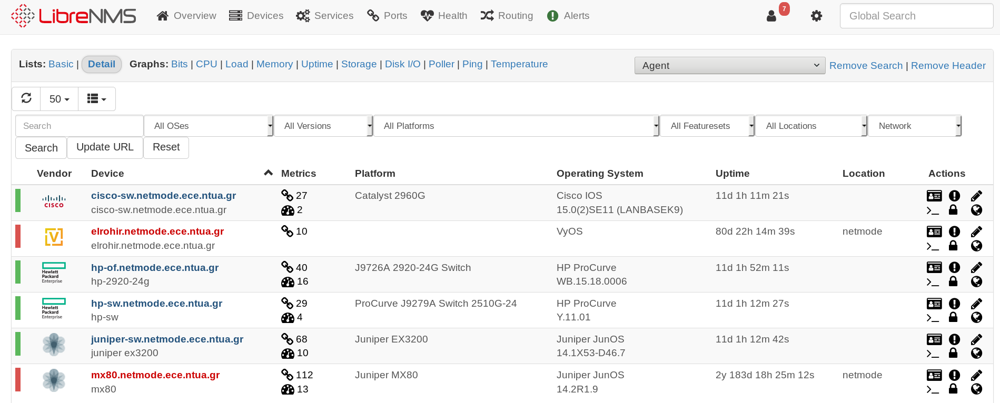 LibreNMS Overview Devices Services Ports Health Routing Alerts 7 Global Search
Lists: Basic | Detail Graphs: Bits | CPU | Load | Memory | Uptime | Storage | Disk I/O | Poller | Ping | Temperature Agent Remove Search | Remove Header
50
Search All OSes All Versions All Platforms All Featuresets All Locations Network
Search Update URL Reset
Vendor Device Metrics Platform Operating System Uptime Location Actions
CISCO cisco-sw.netmode.ece.ntua.gr 27 Catalyst 2960G Cisco IOS 11d 1h 11m 21s
cisco-sw.netmode.ece.ntua.gr 2 15.0(2)SE11 (LANBASEK9)
V elrohir.netmode.ece.ntua.gr 10 VyOS 80d 22h 14m 39s netmode
elrohir.netmode.ece.ntua.gr
Hewlett Packard Enterprise hp-of.netmode.ece.ntua.gr 40 J9726A 2920-24G Switch HP ProCurve 11d 1h 52m 11s
hp-2920-24g 16 WB.15.18.0006
Hewlett Packard Enterprise hp-sw.netmode.ece.ntua.gr 29 ProCurve J9279A Switch 2510G-24 HP ProCurve 11d 1h 12m 27s
hp-sw 4 Y.11.01
juniper-sw.netmode.ece.ntua.gr 68 Juniper EX3200 Juniper JunOS 11d 1h 12m 42s
juniper ex3200 10 14.1X53-D46.7
mx80.netmode.ece.ntua.gr 112 Juniper MX80 Juniper JunOS 2y 183d 18h 25m 12s netmode
mx80 13 14.2R1.9